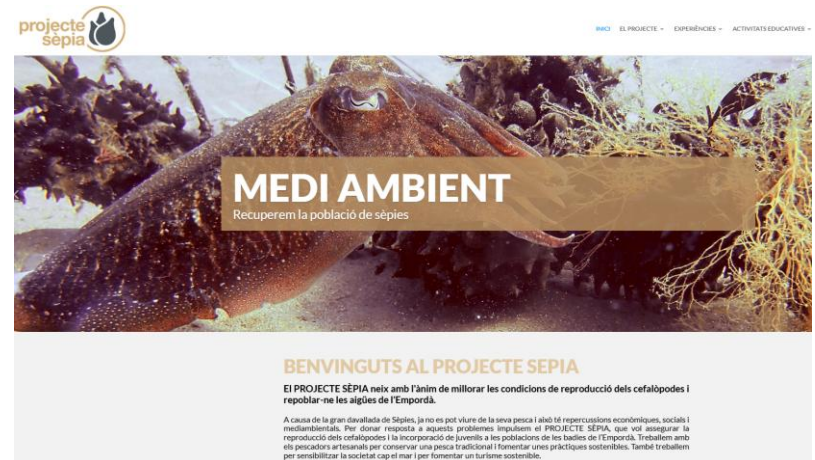 projecte
sèpia
INICI EL PROJECTE EXPERIÈNCIES ACTIVITATS EDUCATIVES
MEDI AMBIENT
Recuperem la població de sèpies
BENVINGUTS AL PROJECTE SEPIA
El PROJECTE SÈPIA neix amb l'ànim de millorar les condicions de reproducció dels cefalòpodes i
repoblar-ne les aigües de l'Empordà.
A causa de la gran davallada de Sèpies, ja no es pot viure de la seva pesca i això té repercussions econòmiques, socials i
mediambientals. Per donar resposta a aquests problemes impulsem el PROJECTE SÈPIA, que vol assegurar la
reproducció dels cefalòpodes i la incorporació de juvenils a les poblacions de les badies de l'Empordà. Treballem amb
els pescadors artesanals per conservar una pesca tradicional i fomentar unes pràctiques sostenibles. També treballem
per sensibilitzar la societat cap el mar i per fomentar un turisme sostenible.